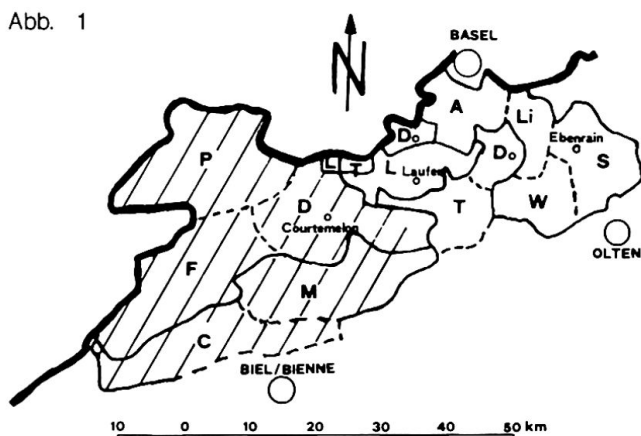 Abb. 1
BASEL
N
A
Li
Do
Ebenrain
P
L
T
L
Laufen
Do
S
D
Courtemelon
T
W
OLTEN
F
M
C
BIEL/BIENNE
10 0 10 20 30 40 50 km